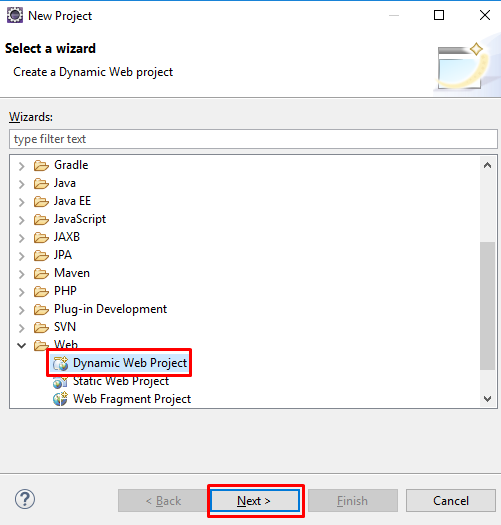 New Project
Select a wizard
Create a Dynamic Web project
Wizards:
type filter text
Gradle
Java
Java EE
JavaScript
JAXB
JPA
Maven
PHP
Plug-in Development
SVN
Web
Dynamic Web Project
Static Web Project
Web Fragment Project
? < Back Next > Finish Cancel